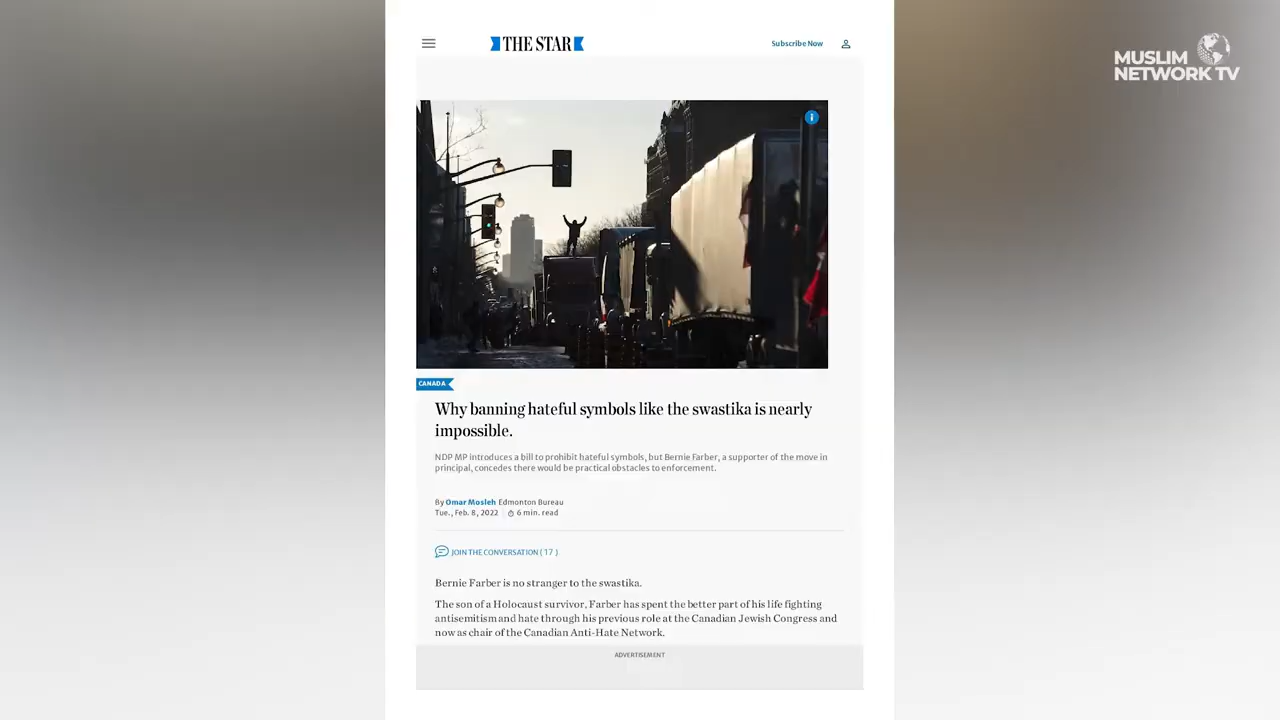 THE STAR
Subscribe Now
MUSLIM
NETWORK TV
i
CANADA
Why banning hateful symbols like the swastika is nearly
impossible.
NDP MP introduces a bill to prohibit hateful symbols, but Bernie Farber, a supporter of the move in
principal, concedes there would be practical obstacles to enforcement.
By Omar Mosleh Edmonton Bureau
Tue., Feb. 8, 2022 6 min. read
JOIN THE CONVERSATION ( 17 )
Bernie Farber is no stranger to the swastika.
The son of a Holocaust survivor, Farber has spent the better part of his life fighting
antisemitism and hate through his previous role at the Canadian Jewish Congress and
now as chair of the Canadian Anti-Hate Network.
ADVERTISEMENT